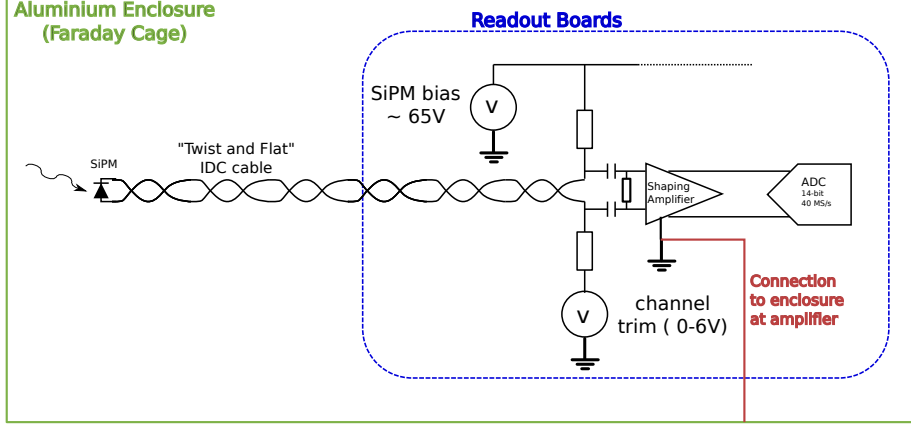 Aluminium Enclosure
(Faraday Cage)
Readout Boards
SiPM bias
~ 65V
V
"Twist and Flat"
IDC cable
SiPM
Shaping
Amplifier
ADC
14-bit
40 MS/s
Connection
to enclosure
at amplifier
channel
trim ( 0-6V)
V